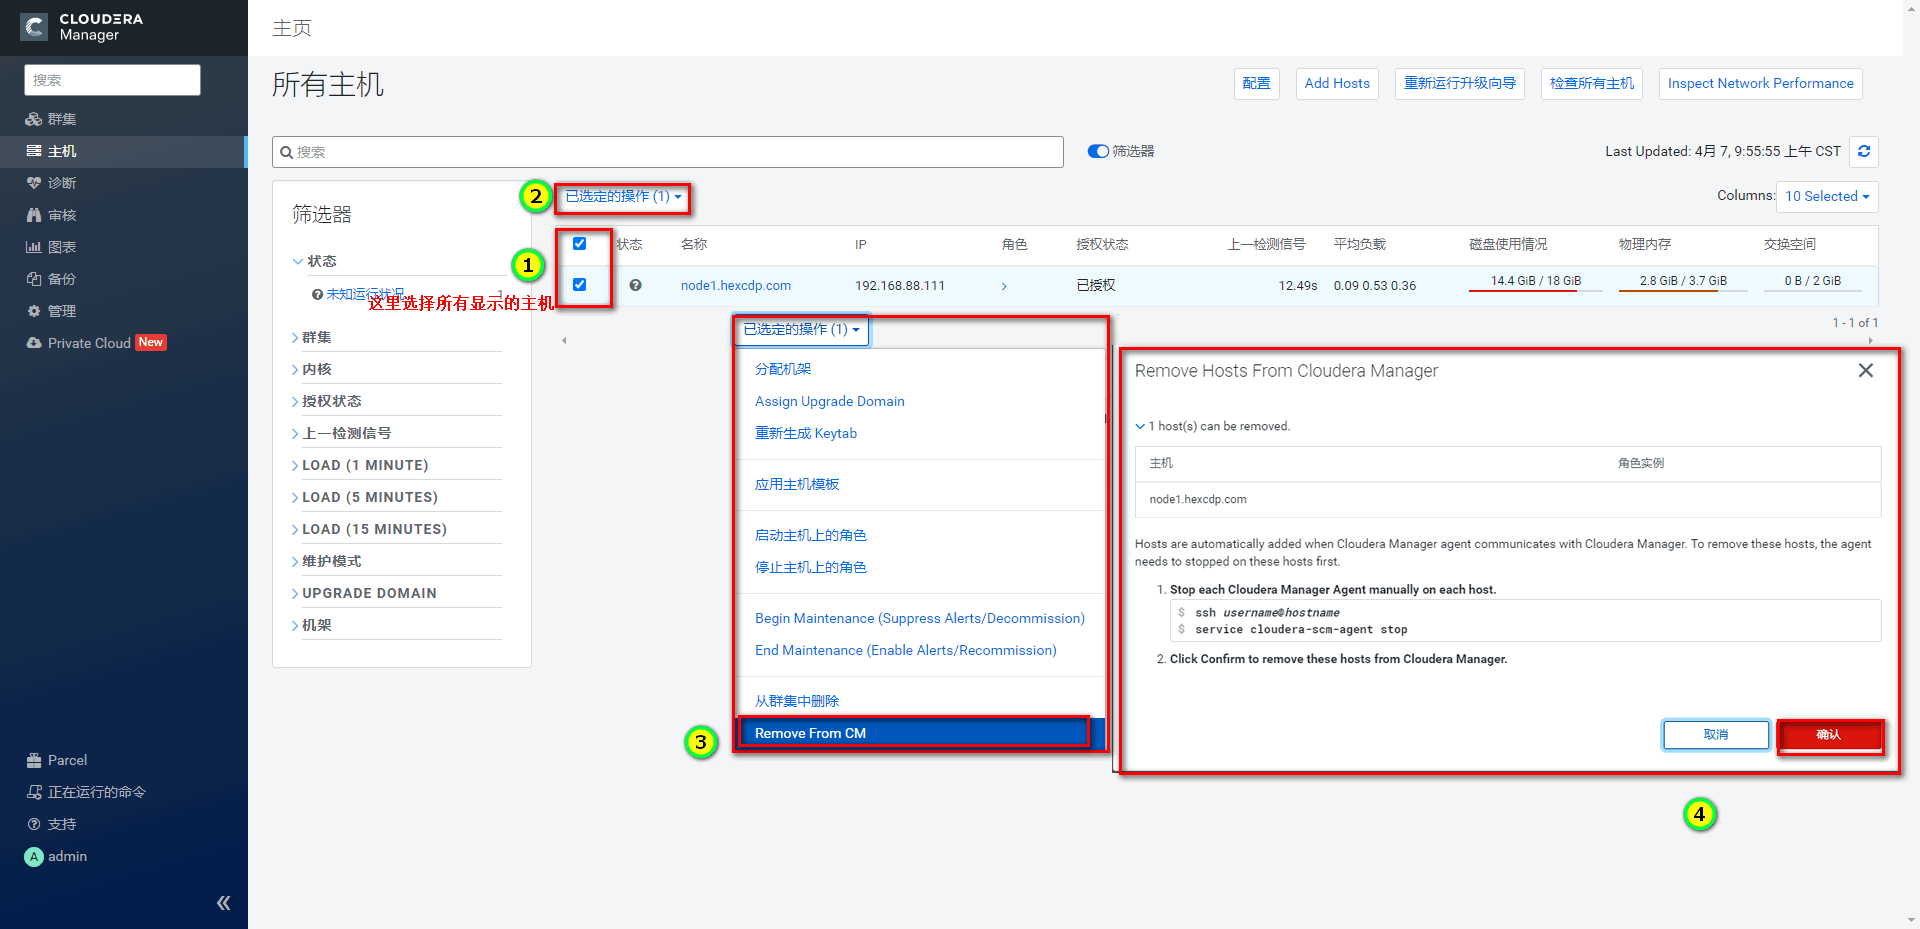 CLOUDERA
Manager
搜索
群集
主机
诊断
审核
图表
备份
管理
Private Cloud New
Parcel
正在运行的命令
支持
A admin
主页
所有主机
配置
Add Hosts
重新运行升级向导
检查所有主机
Inspect Network Performance
搜索
筛选器
Last Updated: 4月 7, 9:55:55 上午 CST
筛选器
状态
未知运行状况 1
这里选择所有显示的主机
群集
内核
授权状态
上一检测信号
LOAD (1 MINUTE)
LOAD (5 MINUTES)
LOAD (15 MINUTES)
维护模式
UPGRADE DOMAIN
机架
2
已选定的操作 (1)
Columns: 10 Selected
1
状态 名称 IP 角色 授权状态 上一检测信号 平均负载 磁盘使用情况 物理内存 交换空间
node1.hexcdp.com 192.168.88.111 已授权 12.49s 0.09 0.53 0.36 14.4 GiB / 18 GiB 2.8 GiB / 3.7 GiB 0 B / 2 GiB
1 - 1 of 1
已选定的操作 (1)
分配机架
Assign Upgrade Domain
重新生成 Keytab
应用主机模板
启动主机上的角色
停止主机上的角色
Begin Maintenance (Suppress Alerts/Decommission)
End Maintenance (Enable Alerts/Recommission)
从群集中删除
3
Remove From CM
Remove Hosts From Cloudera Manager
1 host(s) can be removed.
主机 角色实例
node1.hexcdp.com
Hosts are automatically added when Cloudera Manager agent communicates with Cloudera Manager. To remove these hosts, the agent
needs to stopped on these hosts first.
1. Stop each Cloudera Manager Agent manually on each host.
$ ssh username@hostname
$ service cloudera-scm-agent stop
2. Click Confirm to remove these hosts from Cloudera Manager.
取消
确认
4